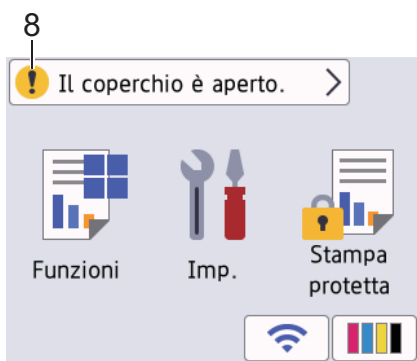 8
Il coperchio è aperto.
Funzioni
Imp.
Stampa
protetta